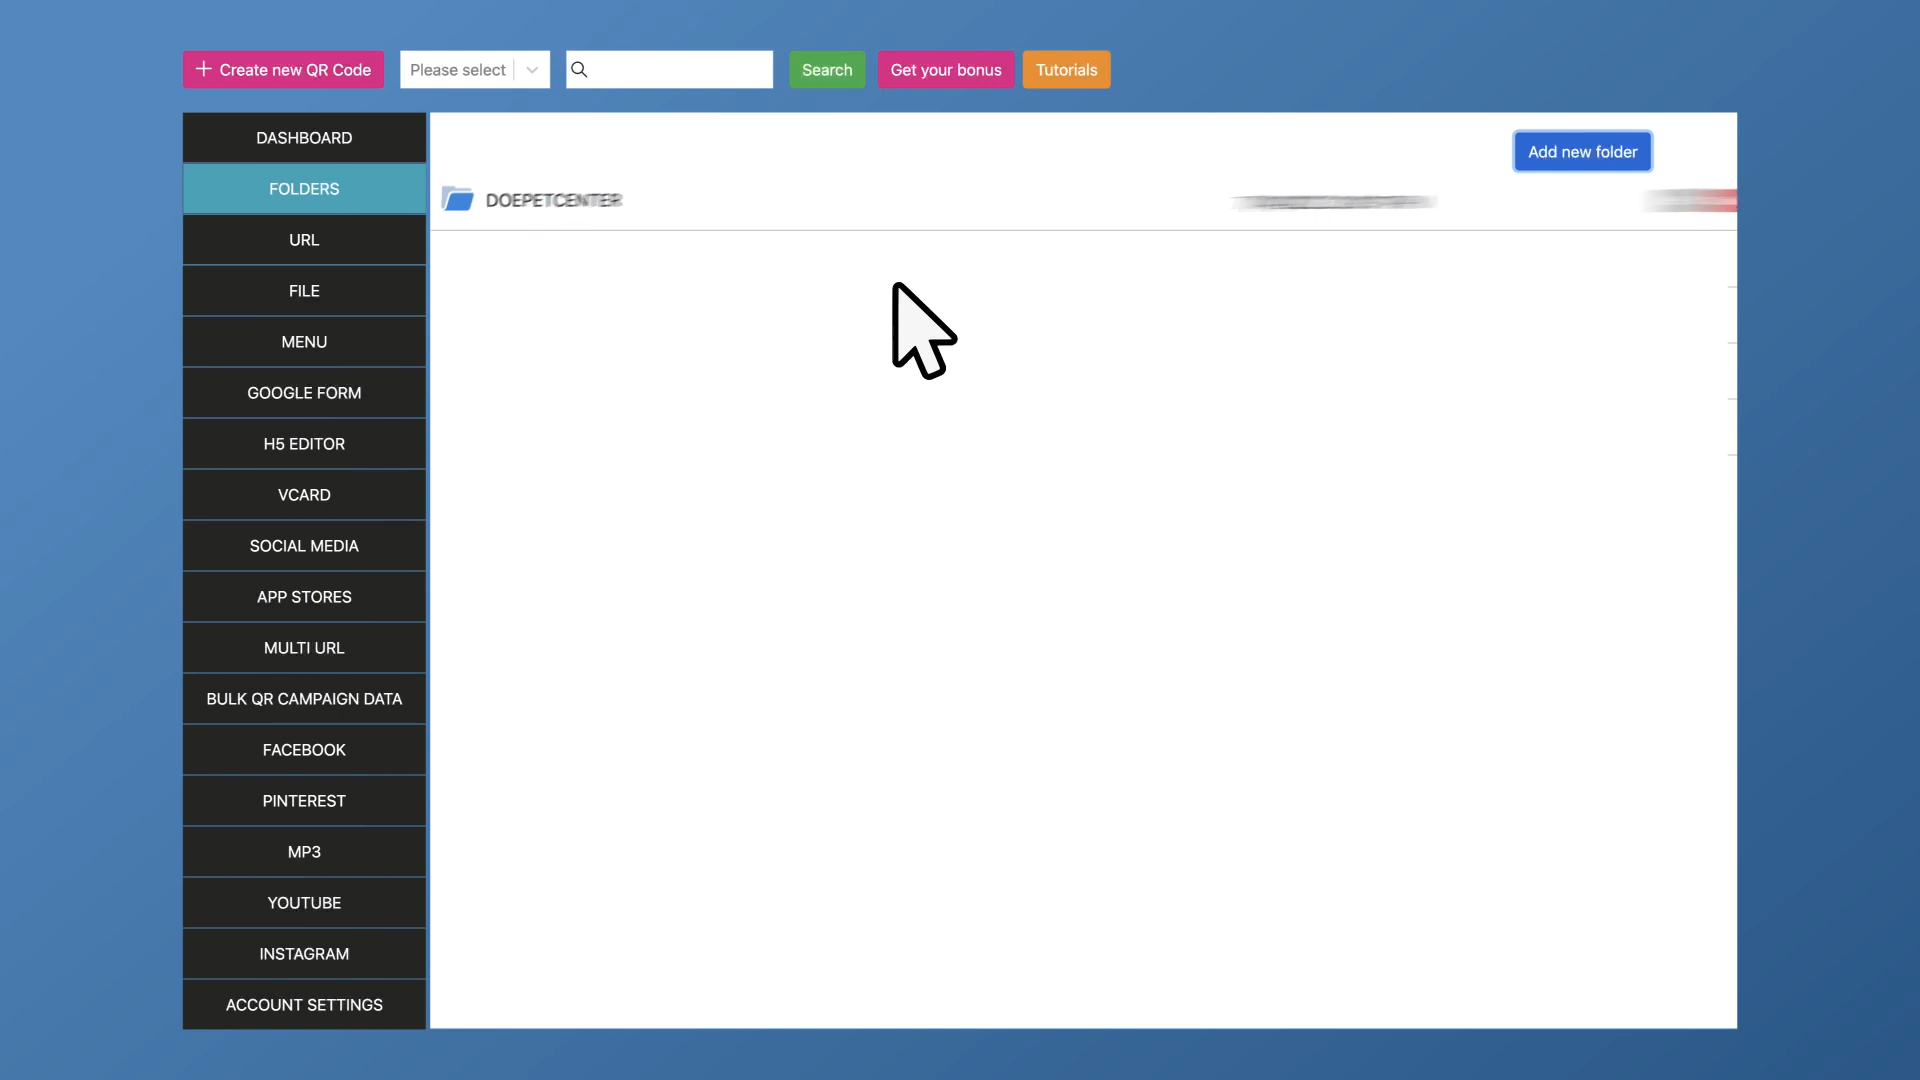 Create new QR Code Please select Search Get your bonus Tutorials
DASHBOARD
Add new folder
FOLDERS
DOEPETCENTER
URL
FILE
MENU
GOOGLE FORM
H5 EDITOR
VCARD
SOCIAL MEDIA
APP STORES
MULTI URL
BULK QR CAMPAIGN DATA
FACEBOOK
PINTEREST
MP3
YOUTUBE
INSTAGRAM
ACCOUNT SETTINGS